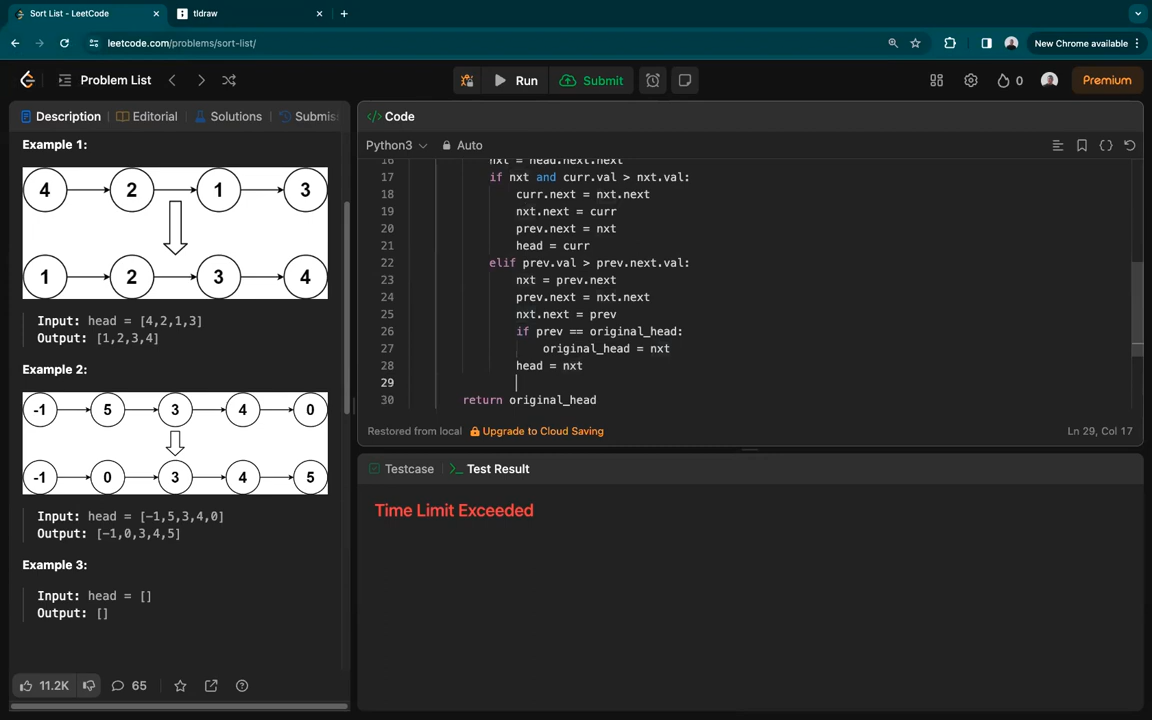 Sort List - LeetCode
tldraw
leetcode.com/problems/sort-list/
New Chrome available
Problem List
Run
Submit
0
Premium
Description
Editorial
Solutions
Submis
Example 1:
4 2 1 3
1 2 3 4
Input: head = [4,2,1,3]
Output: [1,2,3,4]
Example 2:
-1 5 3 4 0
-1 0 3 4 5
Input: head = [-1,5,3,4,0]
Output: [-1,0,3,4,5]
Example 3:
Input: head = []
Output: []
11.2K
65
Code
Python3
Auto
16 nxt = head.next.next
17 if nxt and curr.val > nxt.val:
18 curr.next = nxt.next
19 nxt.next = curr
20 prev.next = nxt
21 head = curr
22 elif prev.val > prev.next.val:
23 nxt = prev.next
24 prev.next = nxt.next
25 nxt.next = prev
26 if prev == original_head:
27 original_head = nxt
28 head = nxt
29
30 return original_head
Restored from local
Upgrade to Cloud Saving
Ln 29, Col 17
Testcase
Test Result
Time Limit Exceeded